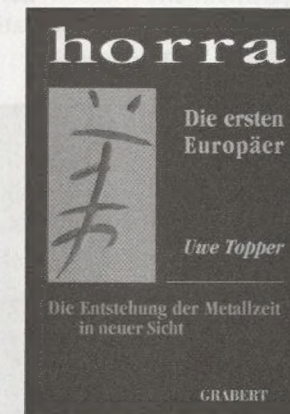 horra
Die ersten
Europäer
Uwe Topper
Die Entstehung der Metallzeit
in neuer Sicht
GRABERT